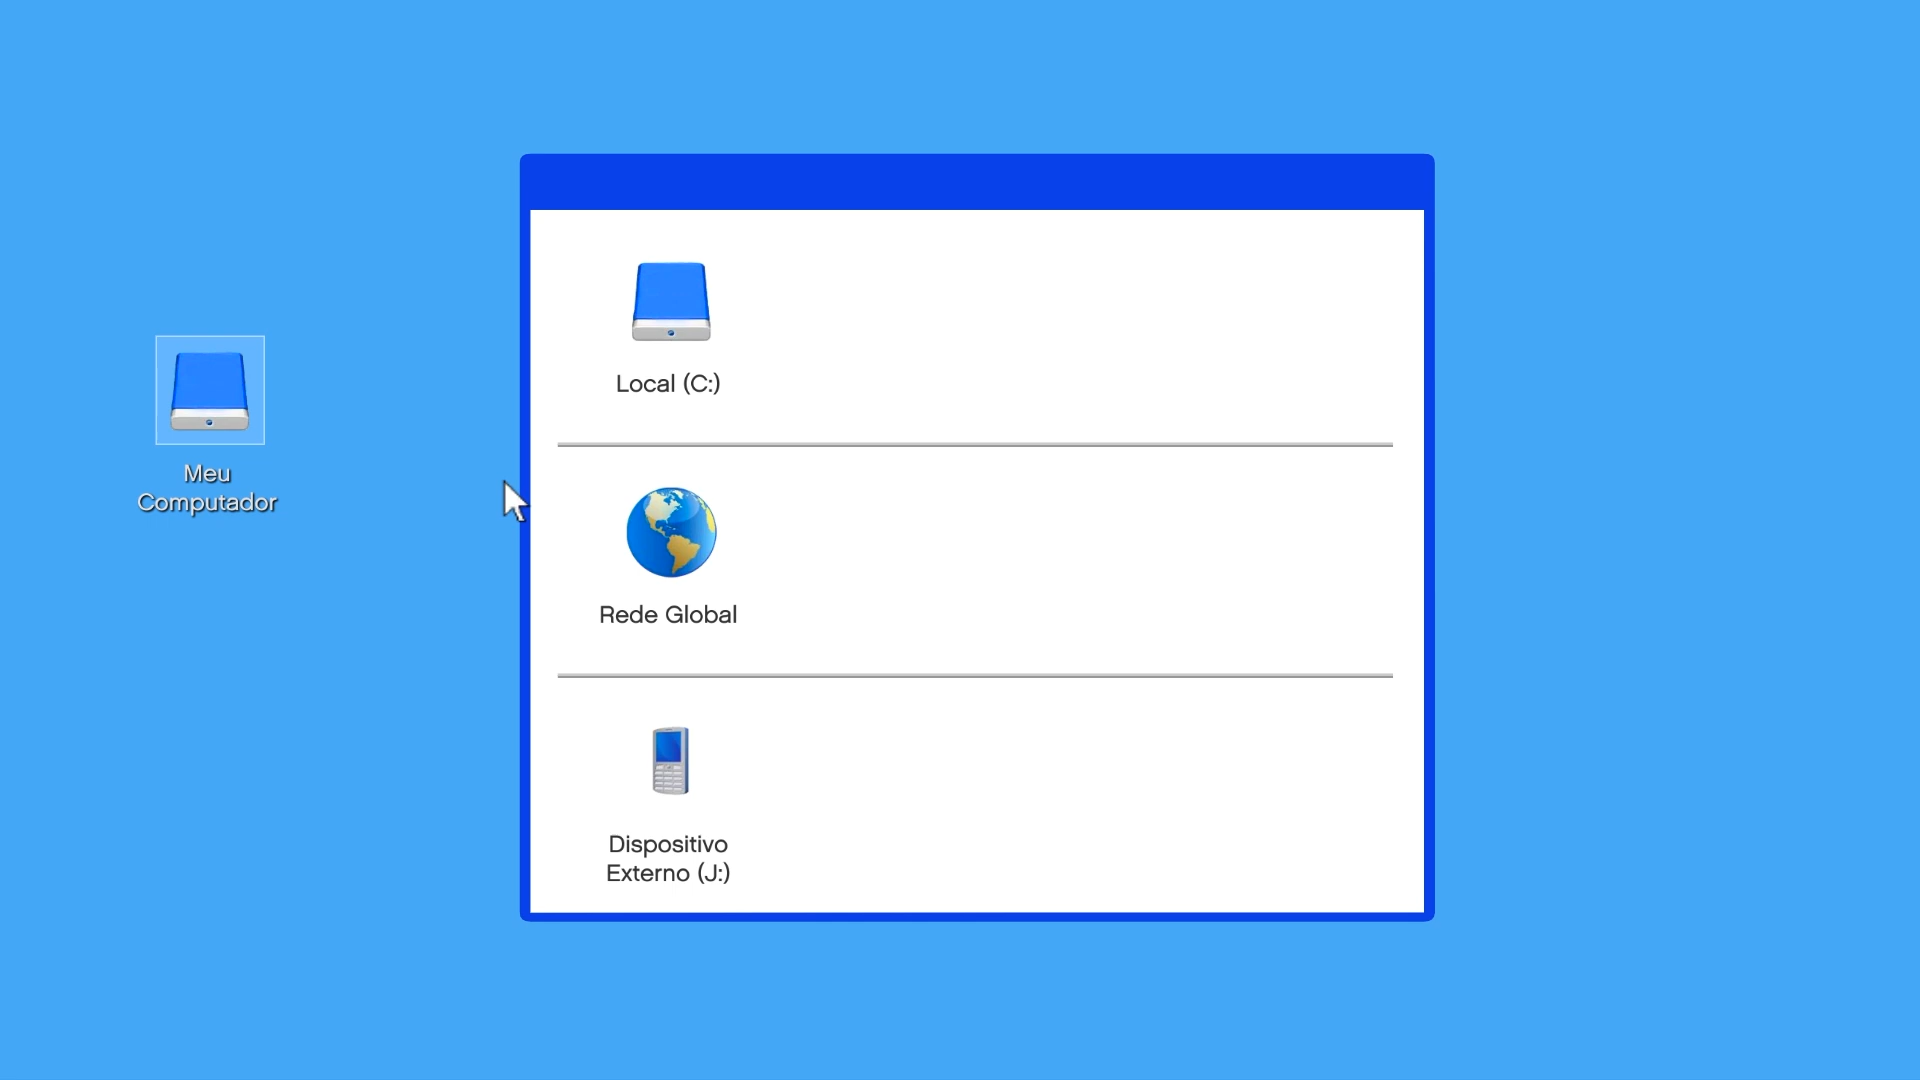 Meu
Computador
Local (C:)
Rede Global
Dispositivo
Externo (J:)